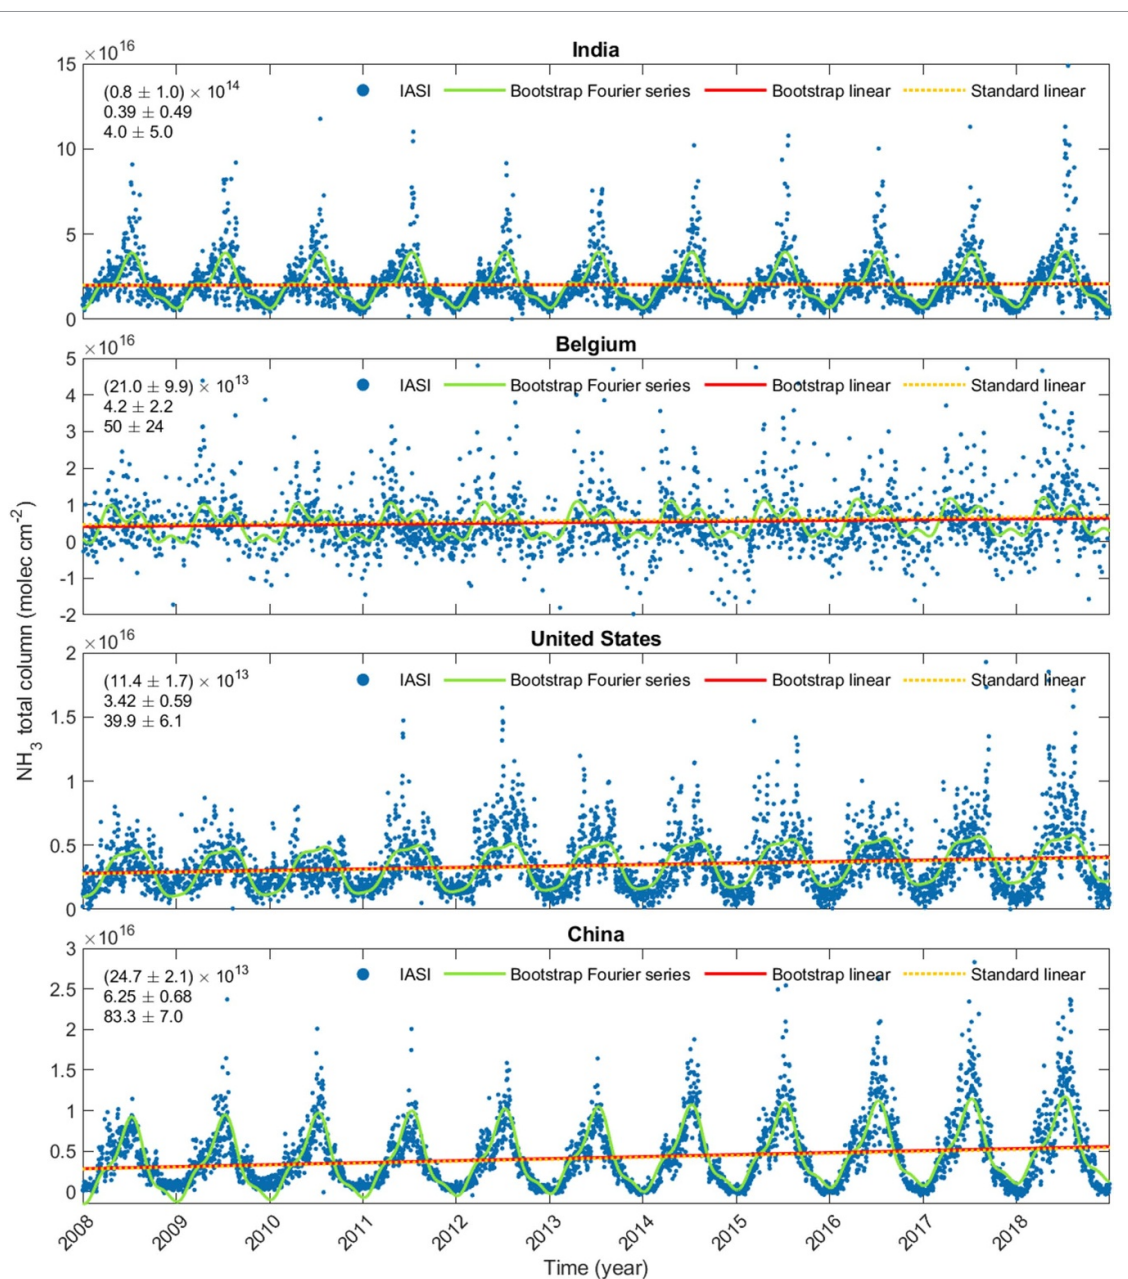 India
×10^16
15
10
5
0
(0.8 ± 1.0) × 10^14
0.39 ± 0.49
4.0 ± 5.0
IASI
Bootstrap Fourier series
Bootstrap linear
Standard linear
Belgium
×10^16
5
4
3
2
1
0
-1
-2
(21.0 ± 9.9) × 10^13
4.2 ± 2.2
50 ± 24
IASI
Bootstrap Fourier series
Bootstrap linear
Standard linear
NH_3 total column (molec cm^-2)
United States
×10^16
2
1.5
1
0.5
0
(11.4 ± 1.7) × 10^13
3.42 ± 0.59
39.9 ± 6.1
IASI
Bootstrap Fourier series
Bootstrap linear
Standard linear
China
×10^16
3
2.5
2
1.5
1
0.5
0
(24.7 ± 2.1) × 10^13
6.25 ± 0.68
83.3 ± 7.0
IASI
Bootstrap Fourier series
Bootstrap linear
Standard linear
2008
2009
2010
2011
2012
2013
2014
2015
2016
2017
2018
Time (year)